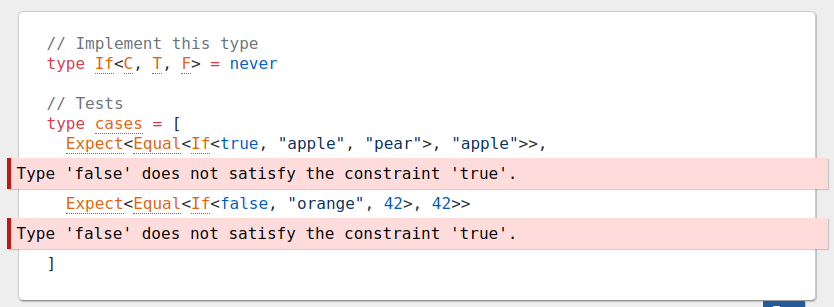 // Implement this type
type If<C, T, F> = never
// Tests
type cases = [
Expect<Equal<If<true, "apple", "pear">, "apple">>,
Type 'false' does not satisfy the constraint 'true'.
Expect<Equal<If<false, "orange", 42>, 42>>
Type 'false' does not satisfy the constraint 'true'.
]